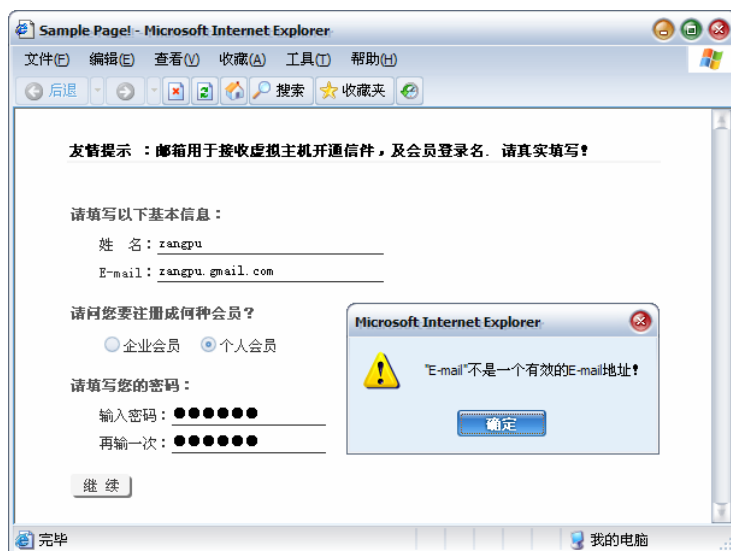 Sample Page! - Microsoft Internet Explorer
文件(F) 编辑(E) 查看(V) 收藏(A) 工具(T) 帮助(H)
后退 搜索 收藏夹
友情提示 ：邮箱用于接收虚拟主机开通信件，及会员登录名. 请真实填写！
请填写以下基本信息：
姓 名：zangpu
E-mail：zangpu.gmail.com
请问您要注册成何种会员？
企业会员 个人会员
请填写您的密码：
输入密码：●●●●●●
再输一次：●●●●●●
继 续
Microsoft Internet Explorer
"E-mail"不是一个有效的E-mail地址！
确定
完毕 我的电脑